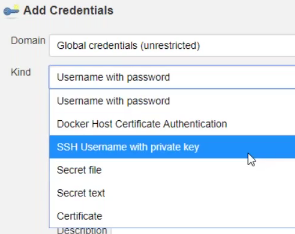 Add Credentials
Domain
Global credentials (unrestricted)
Kind
Username with password
Username with password
Docker Host Certificate Authentication
SSH Username with private key
Secret file
Secret text
Certificate
Description